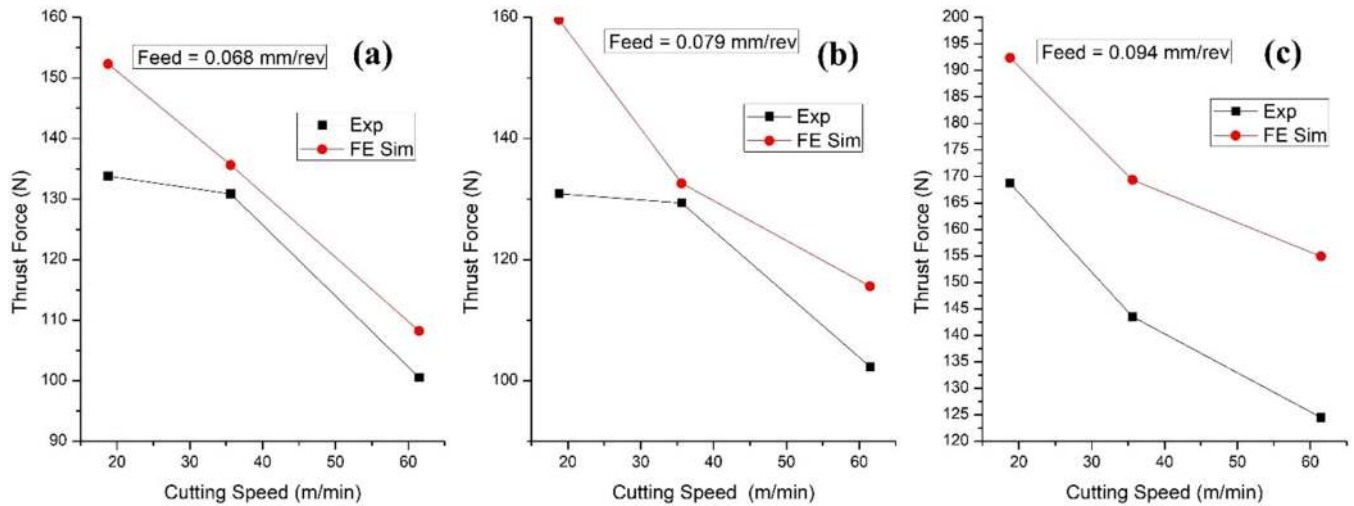 160
150
140
130
120
110
100
90
Thrust Force (N)
Feed = 0.068 mm/rev
(a)
Exp
FE Sim
20
30
40
50
60
Cutting Speed (m/min)
160
140
120
100
Thrust Force (N)
Feed = 0.079 mm/rev
(b)
Exp
FE Sim
20
30
40
50
60
Cutting Speed (m/min)
200
195
190
185
180
175
170
165
160
155
150
145
140
135
130
125
120
Thrust Force (N)
Feed = 0.094 mm/rev
(c)
Exp
FE Sim
20
30
40
50
60
Cutting Speed (m/min)